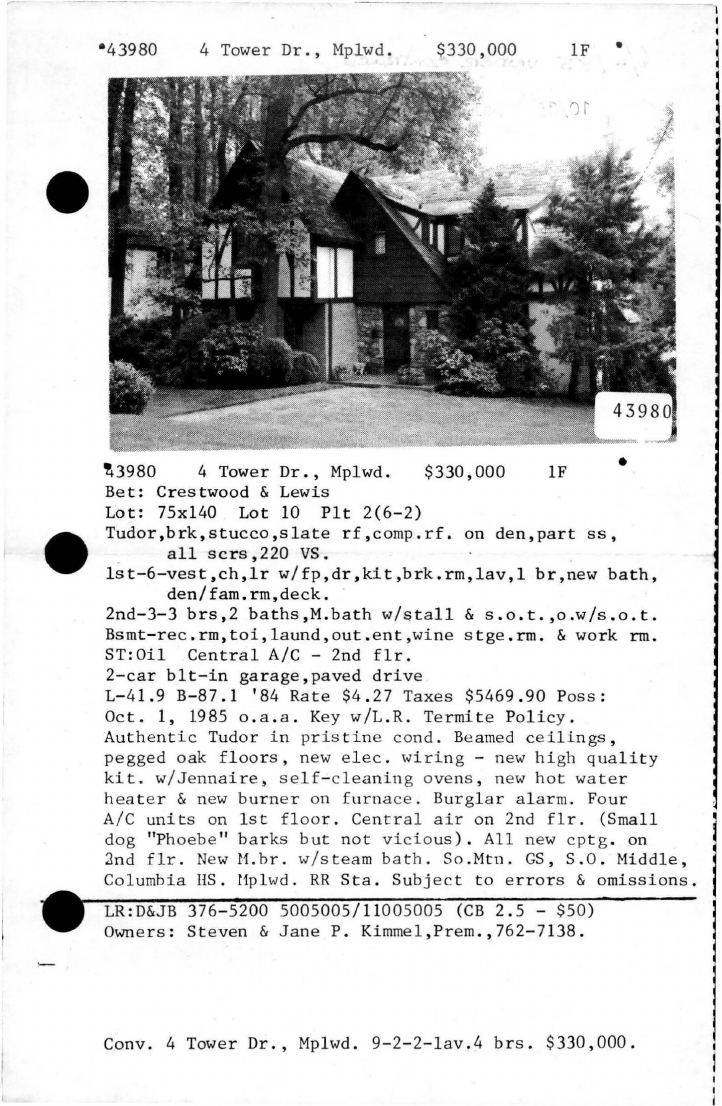 43980 4 Tower Dr., Mplwd. $330,000 1F
43980
43980 4 Tower Dr., Mplwd. $330,000 1F
Bet: Crestwood & Lewis
Lot: 75x140 Lot 10 Plt 2(6-2)
Tudor,brk,stucco,slate rf,comp.rf. on den,part ss,
all scrs,220 VS.
1st-6-vest,ch,lr w/fp,dr,kit,brk.rm,lav,1 br,new bath,
den/fam.rm,deck.
2nd-3-3 brs,2 baths,M.bath w/stall & s.o.t.,o.w/s.o.t.
Bsmt-rec.rm,toi,laund,out.ent,wine stge.rm. & work rm.
ST:Oil Central A/C - 2nd flr.
2-car blt-in garage,paved drive
L-41.9 B-87.1 '84 Rate $4.27 Taxes $5469.90 Poss:
Oct. 1, 1985 o.a.a. Key w/L.R. Termite Policy.
Authentic Tudor in pristine cond. Beamed ceilings,
pegged oak floors, new elec. wiring - new high quality
kit. w/Jennaire, self-cleaning ovens, new hot water
heater & new burner on furnace. Burglar alarm. Four
A/C units on 1st floor. Central air on 2nd flr. (Small
dog "Phoebe" barks but not vicious). All new cptg. on
2nd flr. New M.br. w/steam bath. So.Mtn. GS, S.O. Middle,
Columbia HS. Mplwd. RR Sta. Subject to errors & omissions.
LR:D&JB 376-5200 5005005/11005005 (CB 2.5 - $50)
Owners: Steven & Jane P. Kimmel,Prem.,762-7138.
Conv. 4 Tower Dr., Mplwd. 9-2-2-lav.4 brs. $330,000.